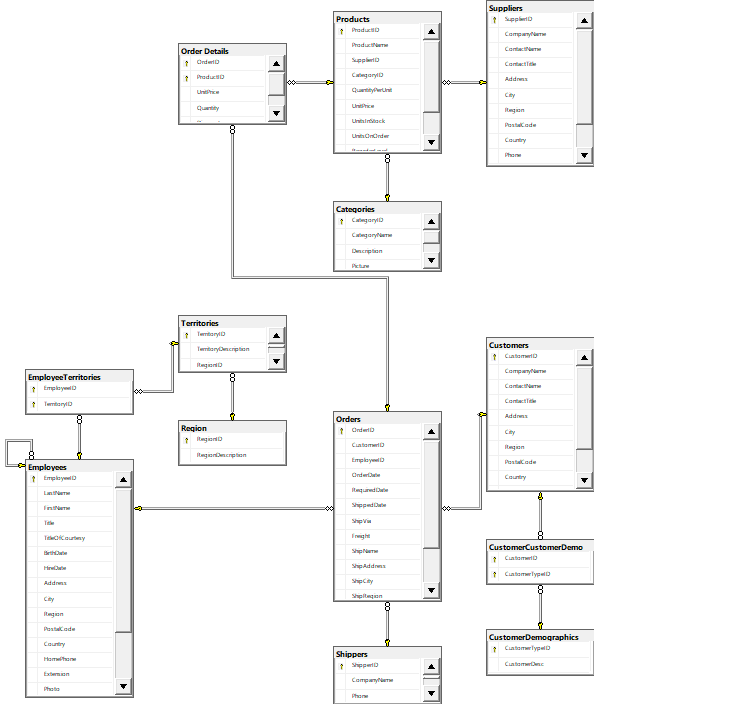 Order Details
OrderID
ProductID
UnitPrice
Quantity
Products
ProductID
ProductName
SupplierID
CategoryID
QuantityPerUnit
UnitPrice
UnitsInStock
UnitsOnOrder
Suppliers
SupplierID
CompanyName
ContactName
ContactTitle
Address
City
Region
PostalCode
Country
Phone
Categories
CategoryID
CategoryName
Description
Picture
Territories
TerritoryID
TerritoryDescription
RegionID
EmployeeTerritories
EmployeeID
TerritoryID
Region
RegionID
RegionDescription
Customers
CustomerID
CompanyName
ContactName
ContactTitle
Address
City
Region
PostalCode
Country
Employees
EmployeeID
LastName
FirstName
Title
TitleOfCourtesy
BirthDate
HireDate
Address
City
Region
PostalCode
Country
HomePhone
Extension
Photo
Orders
OrderID
CustomerID
EmployeeID
OrderDate
RequiredDate
ShippedDate
ShipVia
Freight
ShipName
ShipAddress
ShipCity
ShipRegion
CustomerCustomerDemo
CustomerID
CustomerTypeID
CustomerDemographics
CustomerTypeID
CustomerDesc
Shippers
ShipperID
CompanyName
Phone